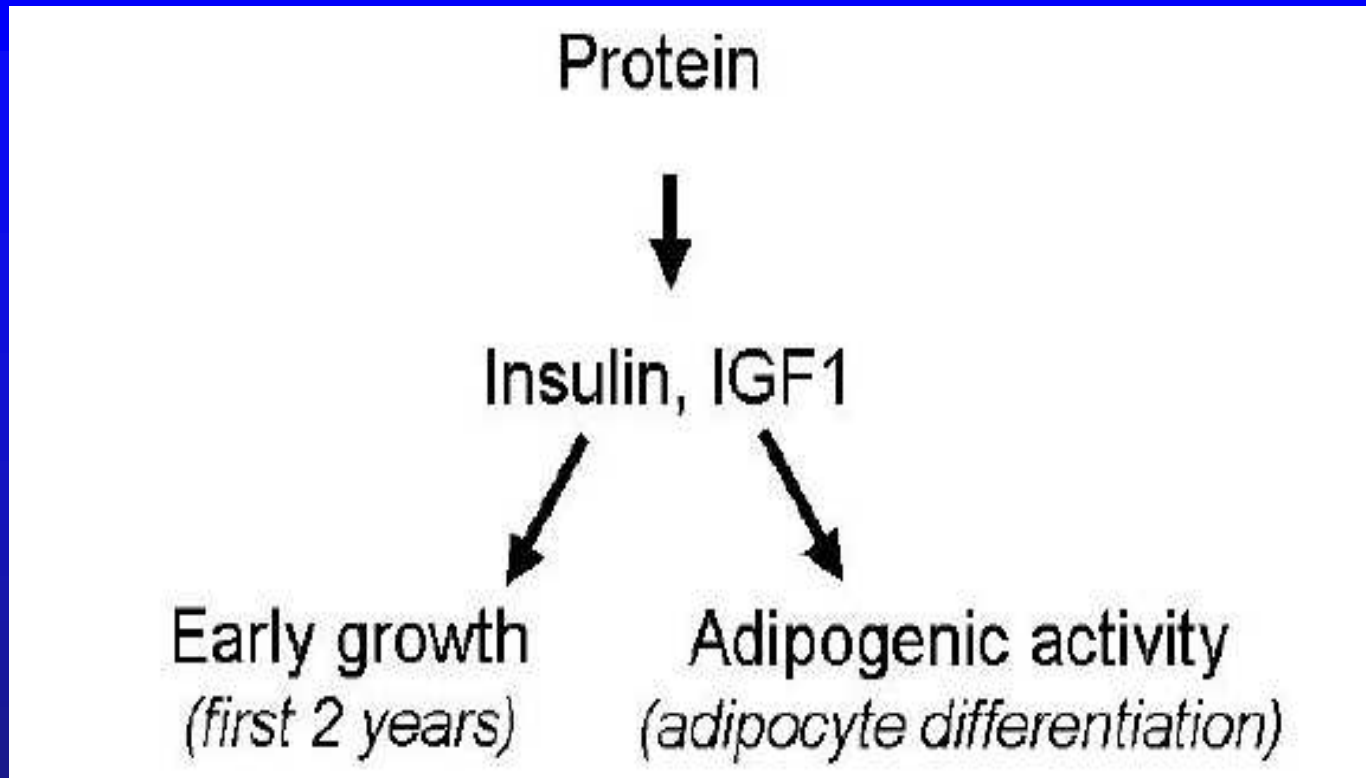 Protein
Insulin, IGF1
Early growth
(first 2 years)
Adipogenic activity
(adipocyte differentiation)